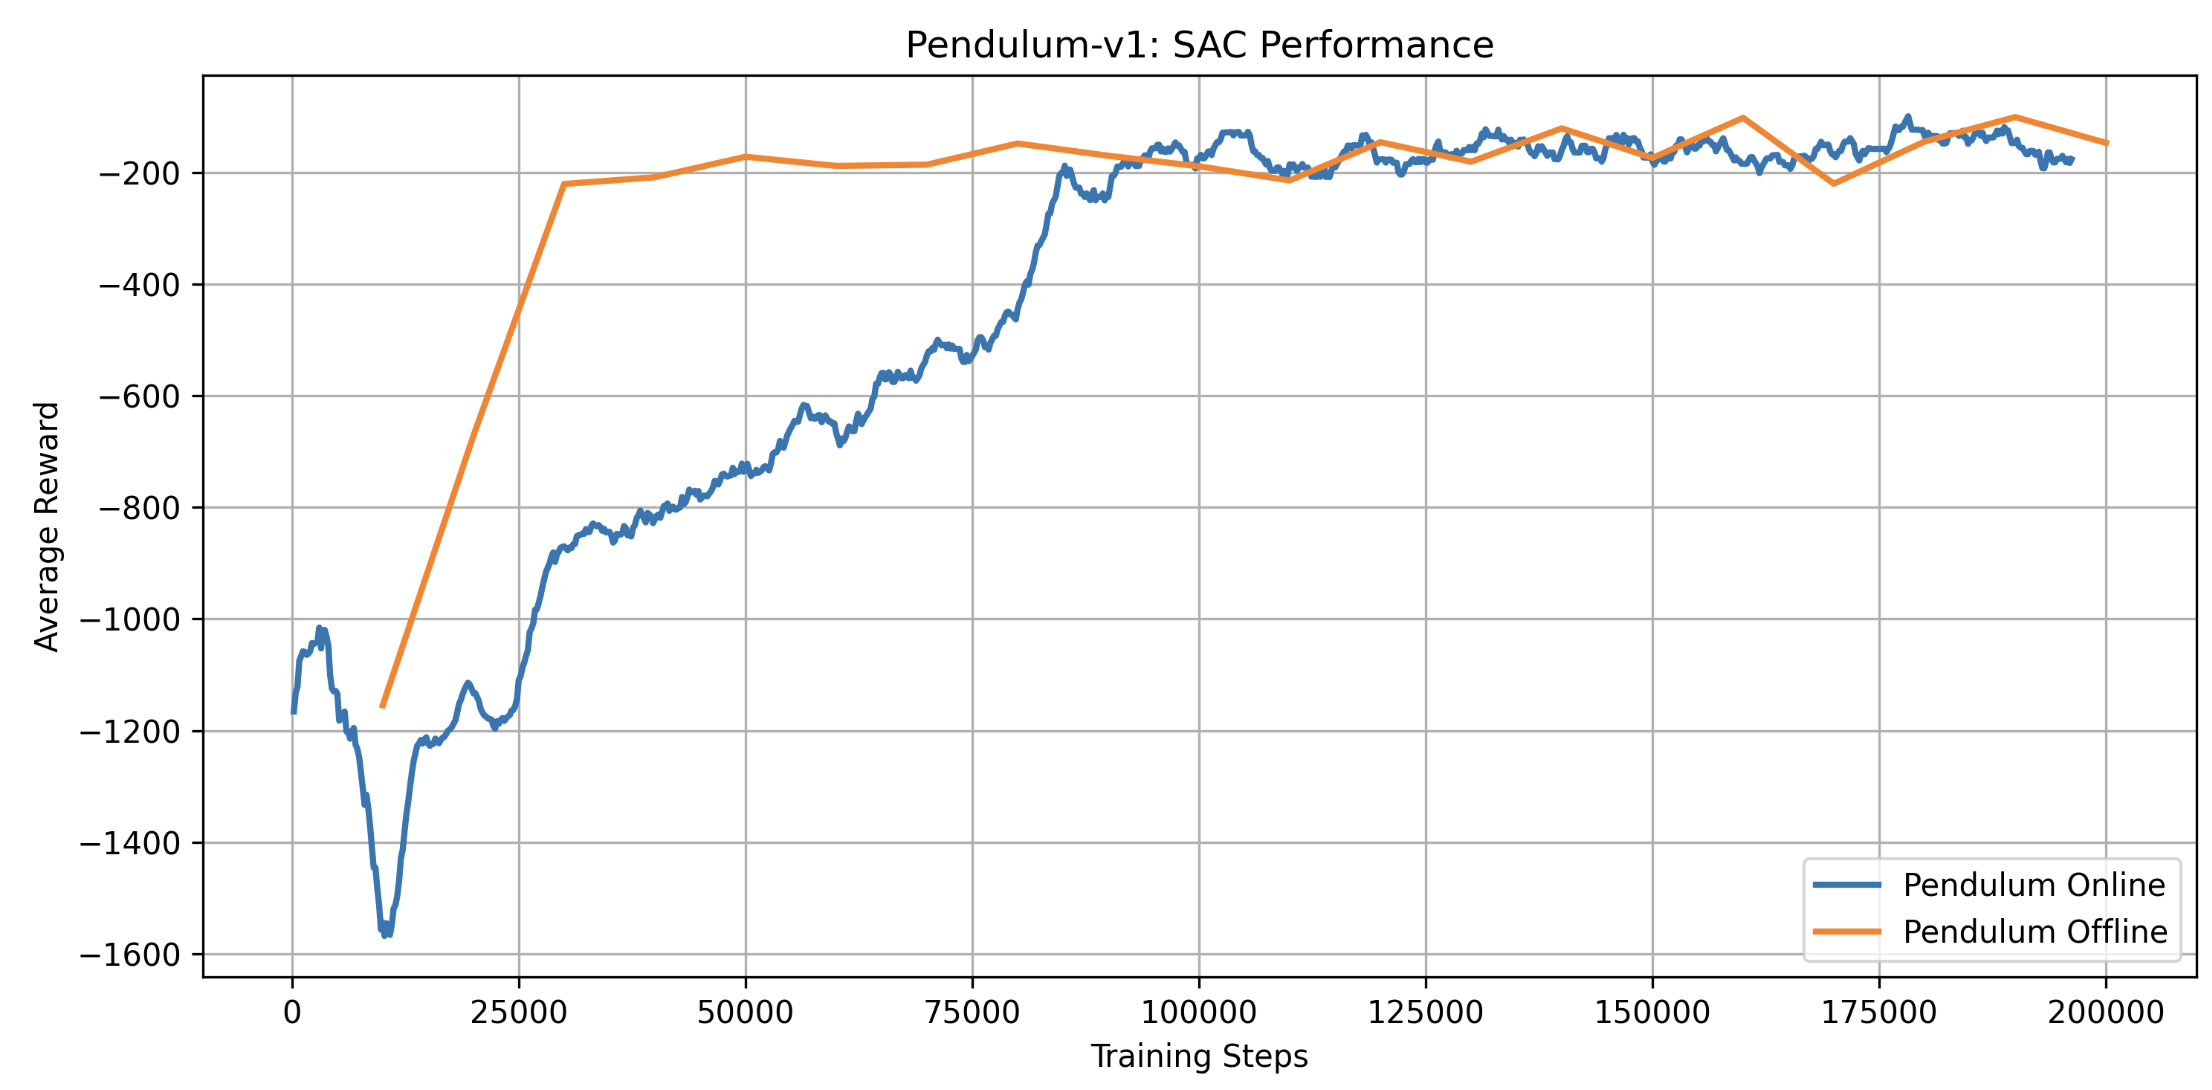 Pendulum-v1: SAC Performance
Average Reward
−200
−400
−600
−800
−1000
−1200
−1400
−1600
0 25000 50000 75000 100000 125000 150000 175000 200000
Training Steps
Pendulum Online
Pendulum Offline